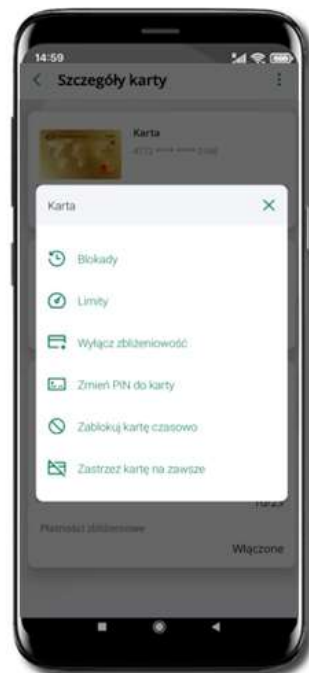 14:59
Szczegóły karty
Karta
Karta
Blokady
Limity
Wyłącz zbliżeniowość
Zmień PIN do karty
Zablokuj kartę czasowo
Zastrzeż kartę na zawsze
Płatności zbliżeniowe
Włączone